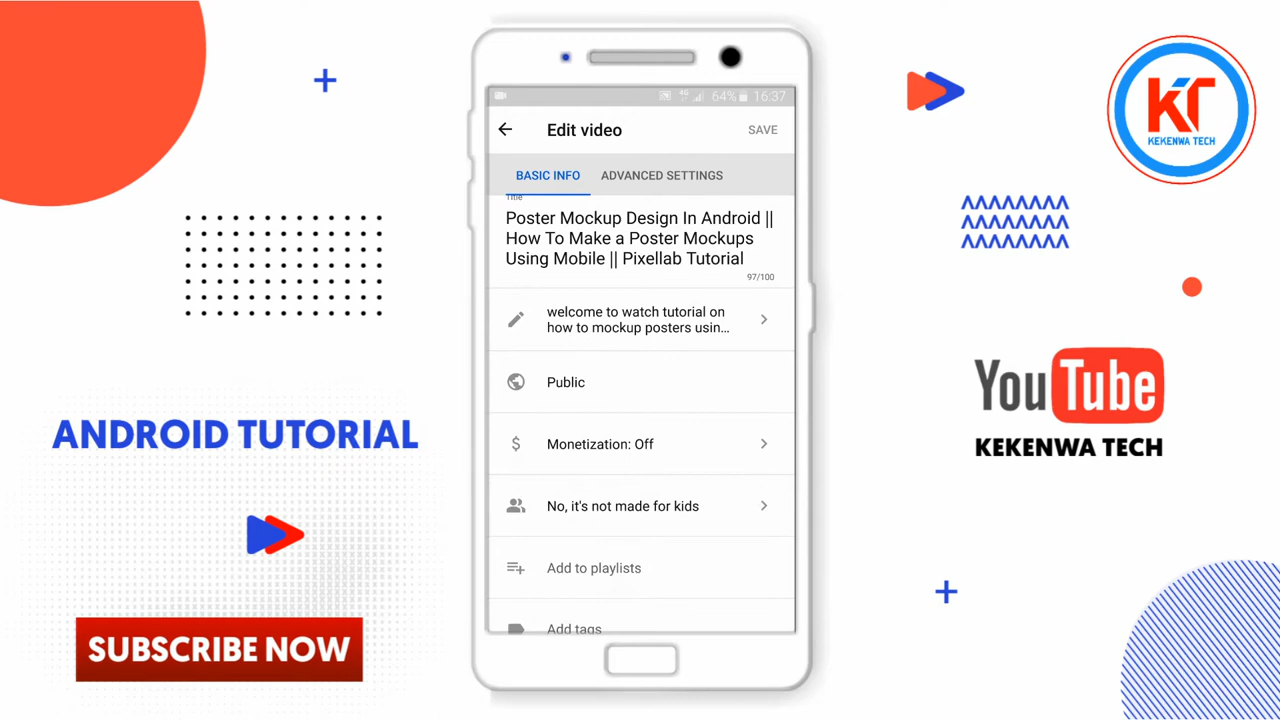 64% 16:37
Edit video
SAVE
BASIC INFO
ADVANCED SETTINGS
Title
Poster Mockup Design In Android ||
How To Make a Poster Mockups
Using Mobile || Pixellab Tutorial
97/100
welcome to watch tutorial on
how to mockup posters usin…
Public
$
Monetization: Off
No, it's not made for kids
Add to playlists
Add tags
ANDROID TUTORIAL
SUBSCRIBE NOW
KT
KEKENWA TECH
YouTube
KEKENWA TECH